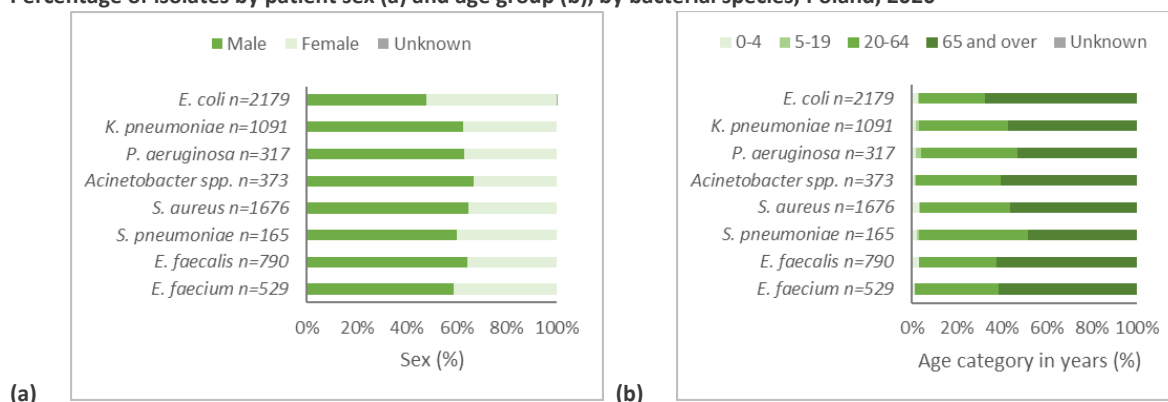 Percentage of isolates by patient sex (a) and age group (b), by bacterial species, Poland, 2020
Male Female Unknown
E. coli n=2179
K. pneumoniae n=1091
P. aeruginosa n=317
Acinetobacter spp. n=373
S. aureus n=1676
S. pneumoniae n=165
E. faecalis n=790
E. faecium n=529
0% 20% 40% 60% 80% 100%
Sex (%)
(a)
0-4 5-19 20-64 65 and over Unknown
E. coli n=2179
K. pneumoniae n=1091
P. aeruginosa n=317
Acinetobacter spp. n=373
S. aureus n=1676
S. pneumoniae n=165
E. faecalis n=790
E. faecium n=529
0% 20% 40% 60% 80% 100%
Age category in years (%)
(b)